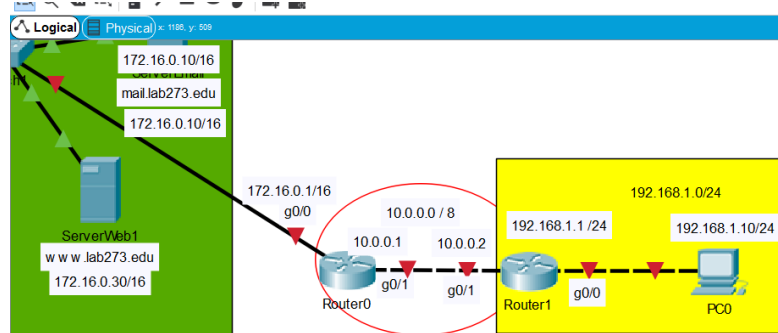 Logical
Physical
x: 1186, y: 509
172.16.0.10/16
mail.lab273.edu
172.16.0.10/16
ServerWeb1
www.lab273.edu
172.16.0.30/16
172.16.0.1/16
g0/0
10.0.0.0 / 8
10.0.0.1
10.0.0.2
g0/1
g0/1
Router0
192.168.1.0/24
192.168.1.1 /24
192.168.1.10/24
Router1
g0/0
PC0